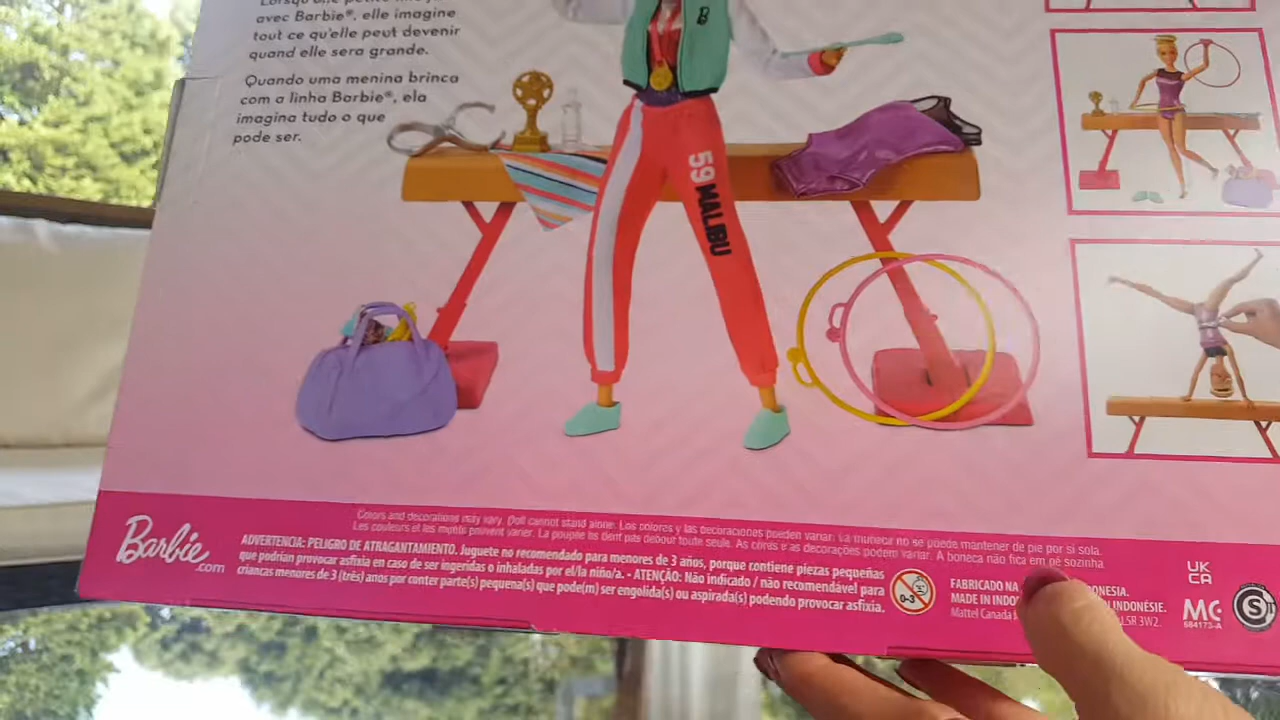 avec Barbie®, elle imagine
tout ce qu'elle peut devenir
quand elle sera grande.
Quando uma menina brinca
com a linha Barbie®, ela
imagina tudo o que
pode ser.
B
59 MALIBU
Barbie
.com
Colors and decorations may vary. Doll cannot stand alone. Los colores y las decoraciones pueden variar. La muñeca no se puede mantener de pie por sí sola.
Les couleurs et les motifs peuvent varier. La poupée ne tient pas debout toute seule. As cores e as decorações podem variar. A boneca não fica em pé sozinha.
ADVERTENCIA: PELIGRO DE ATRAGANTAMIENTO. Juguete no recomendado para menores de 3 años, porque contiene piezas pequeñas
que podrían provocar asfixia en caso de ser ingeridas o inhaladas por el/la niño/a. - ATENÇÃO: Não indicado / não recomendável para
crianças menores de 3 (três) anos por conter parte(s) pequena(s) que pode(m) ser engolida(s) ou aspirada(s) podendo provocar asfixia.
0-3
FABRICADO NA
MADE IN
INDONÉSIE.
Mattel Canada
UK
CA
MC
S